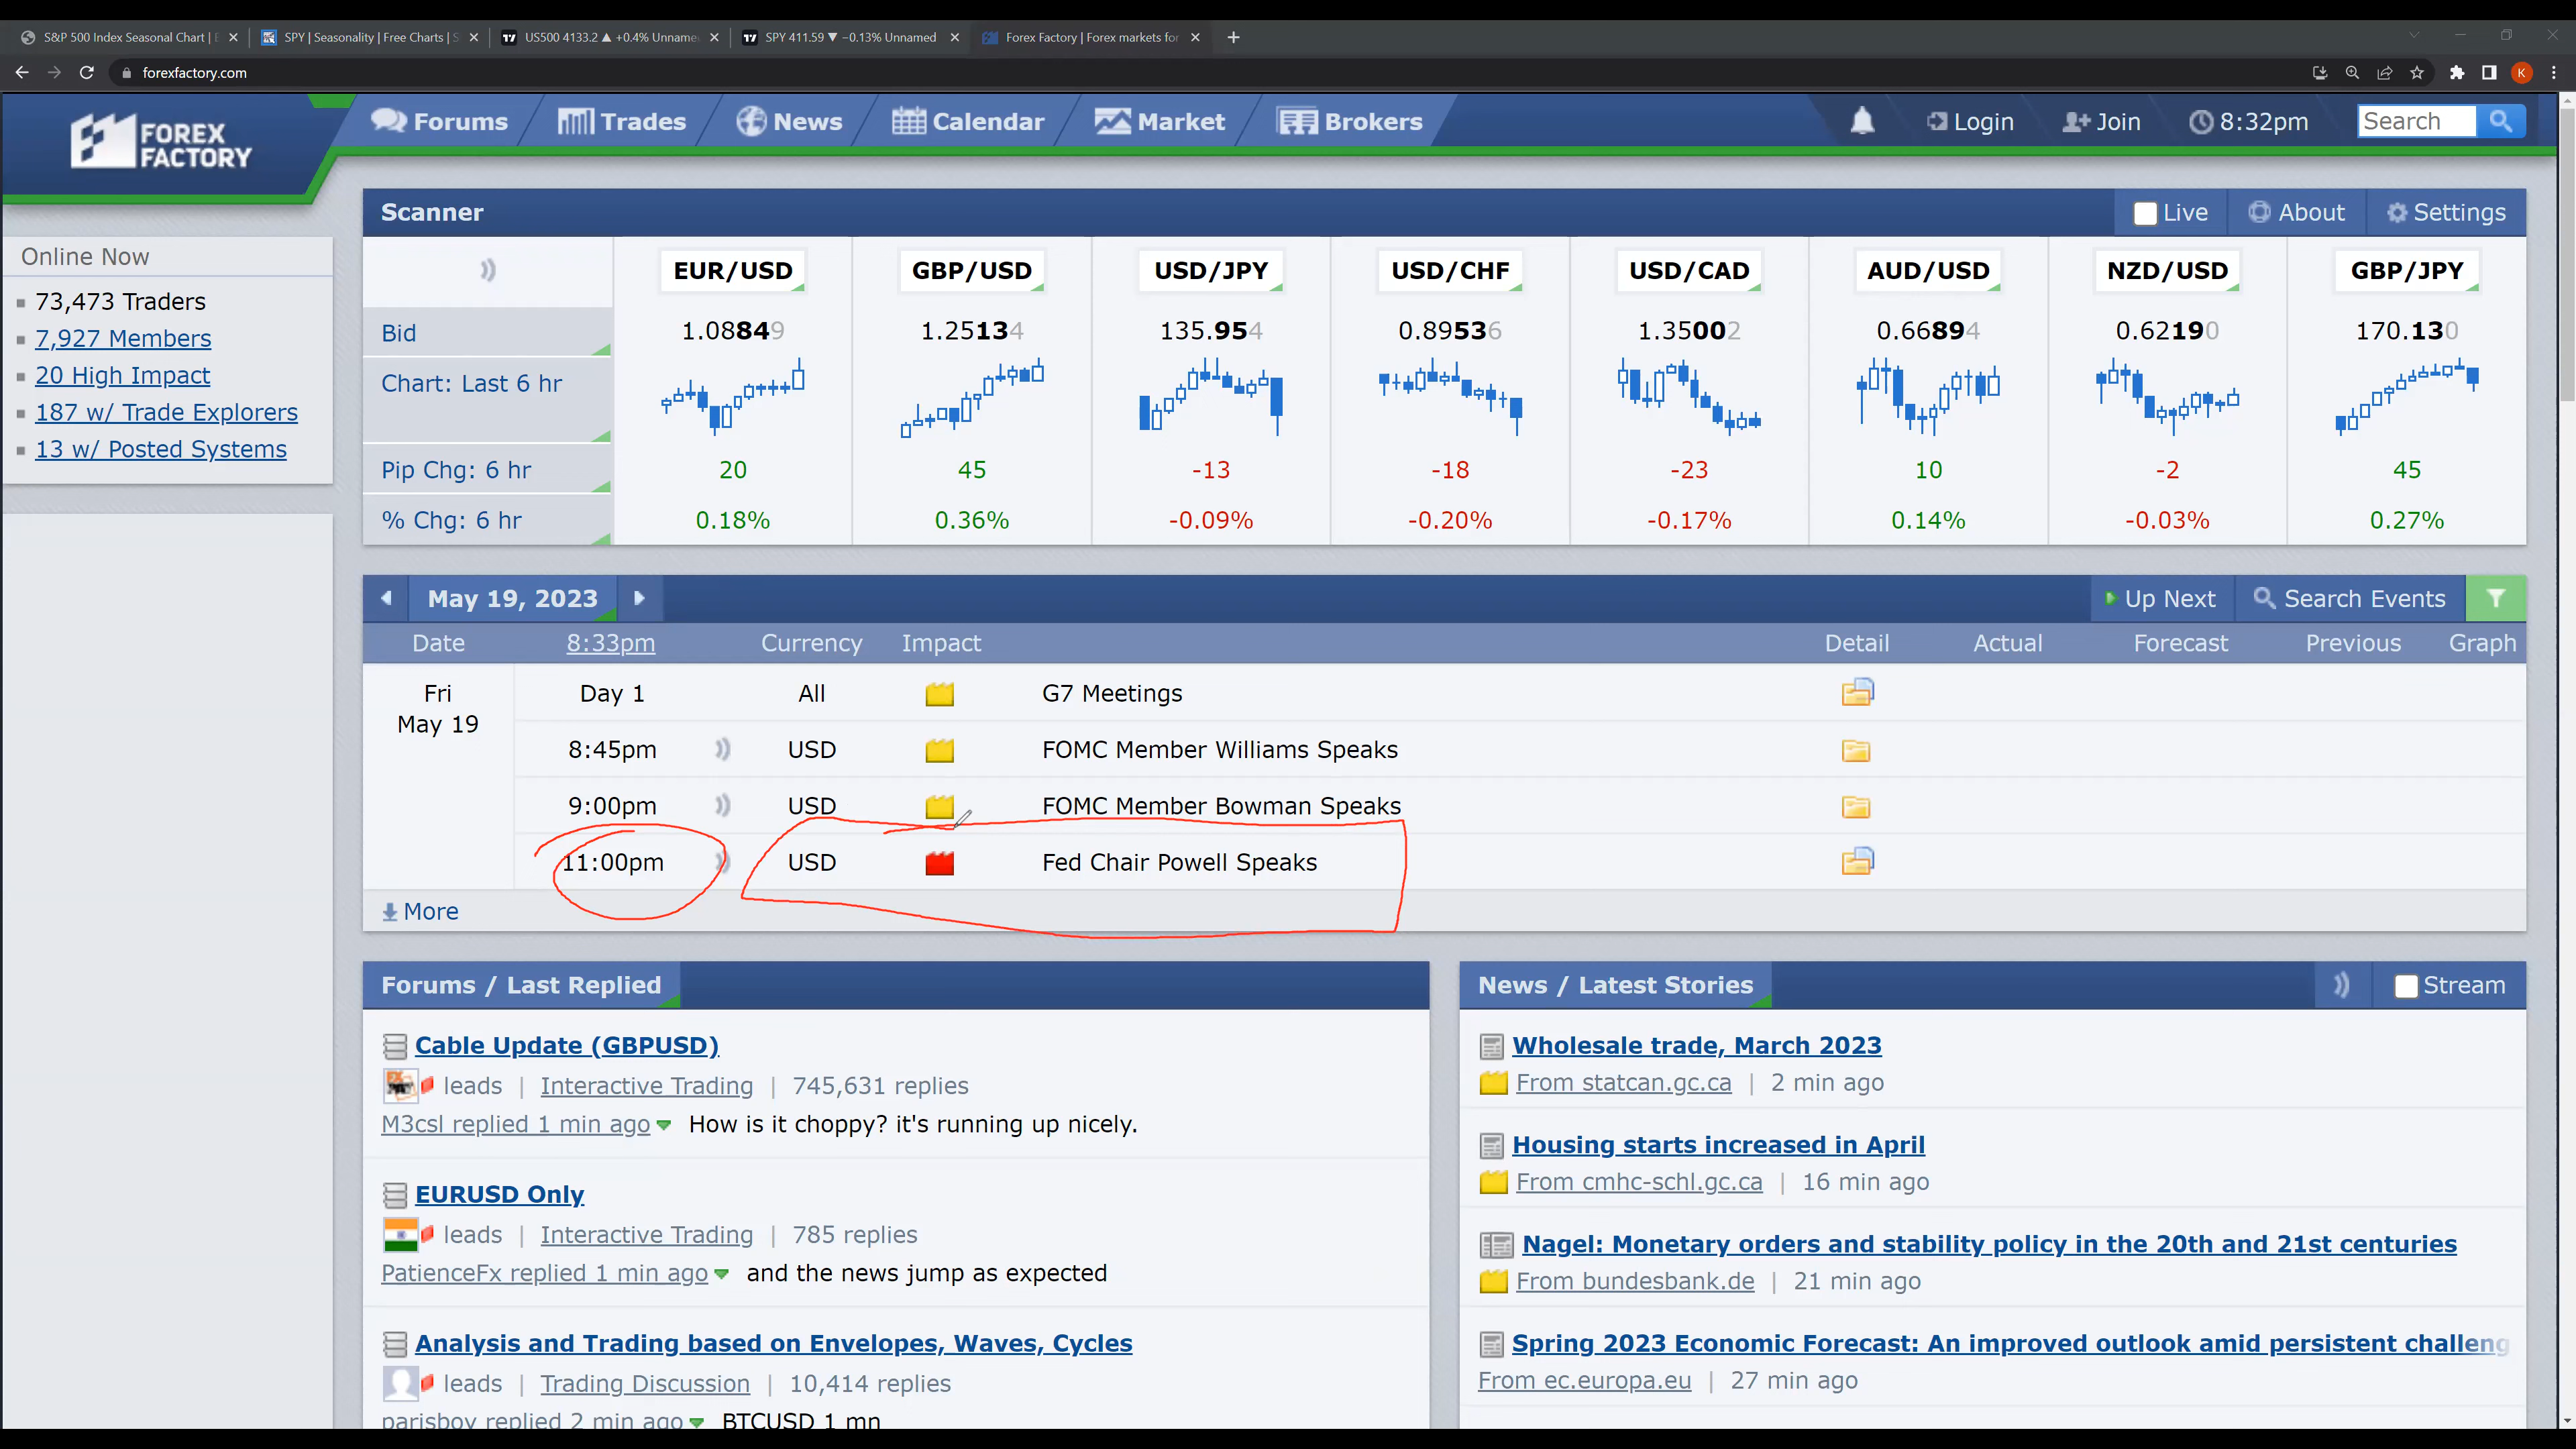 S&P 500 Index Seasonal Chart |
SPY | Seasonality | Free Charts |
US500 4133.2 ▲ +0.4% Unname
SPY 411.59 ▼ −0.13% Unnamed
Forex Factory | Forex markets for
forexfactory.com
K
FOREX FACTORY
Forums
Trades
News
Calendar
Market
Brokers
Login
Join
8:32pm
Search
Online Now
73,473 Traders
7,927 Members
20 High Impact
187 w/ Trade Explorers
13 w/ Posted Systems
Scanner
Live
About
Settings
EUR/USD GBP/USD USD/JPY USD/CHF USD/CAD AUD/USD NZD/USD GBP/JPY
Bid 1.08849 1.25134 135.954 0.89536 1.35002 0.66894 0.62190 170.130
Chart: Last 6 hr
Pip Chg: 6 hr 20 45 -13 -18 -23 10 -2 45
% Chg: 6 hr 0.18% 0.36% -0.09% -0.20% -0.17% 0.14% -0.03% 0.27%
May 19, 2023
Up Next
Search Events
Date 8:33pm Currency Impact Detail Actual Forecast Previous Graph
Fri May 19
Day 1 All G7 Meetings
8:45pm USD FOMC Member Williams Speaks
9:00pm USD FOMC Member Bowman Speaks
11:00pm USD Fed Chair Powell Speaks
More
Forums / Last Replied
Cable Update (GBPUSD)
leads | Interactive Trading | 745,631 replies
M3csl replied 1 min ago How is it choppy? it's running up nicely.
EURUSD Only
leads | Interactive Trading | 785 replies
PatienceFx replied 1 min ago and the news jump as expected
Analysis and Trading based on Envelopes, Waves, Cycles
leads | Trading Discussion | 10,414 replies
parisboy replied 2 min ago BTCUSD 1 mn
News / Latest Stories
Stream
Wholesale trade, March 2023
From statcan.gc.ca | 2 min ago
Housing starts increased in April
From cmhc-schl.gc.ca | 16 min ago
Nagel: Monetary orders and stability policy in the 20th and 21st centuries
From bundesbank.de | 21 min ago
Spring 2023 Economic Forecast: An improved outlook amid persistent challeng
From ec.europa.eu | 27 min ago